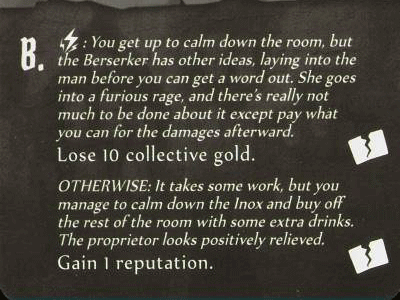 B. : You get up to calm down the room, but
the Berserker has other ideas, laying into the
man before you can get a word out. She goes
into a furious rage, and there's really not
much to be done about it except pay what
you can for the damages afterward.
Lose 10 collective gold.
OTHERWISE: It takes some work, but you
manage to calm down the Inox and buy off
the rest of the room with some extra drinks.
The proprietor looks positively relieved.
Gain 1 reputation.